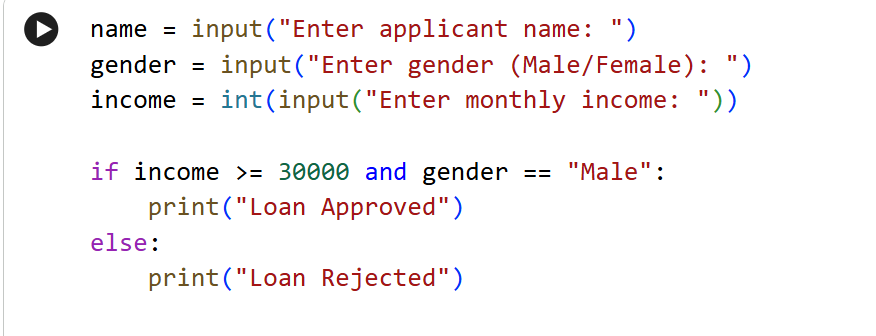 name = input("Enter applicant name: ")
gender = input("Enter gender (Male/Female): ")
income = int(input("Enter monthly income: "))
if income >= 30000 and gender == "Male":
    print("Loan Approved")
else:
    print("Loan Rejected")